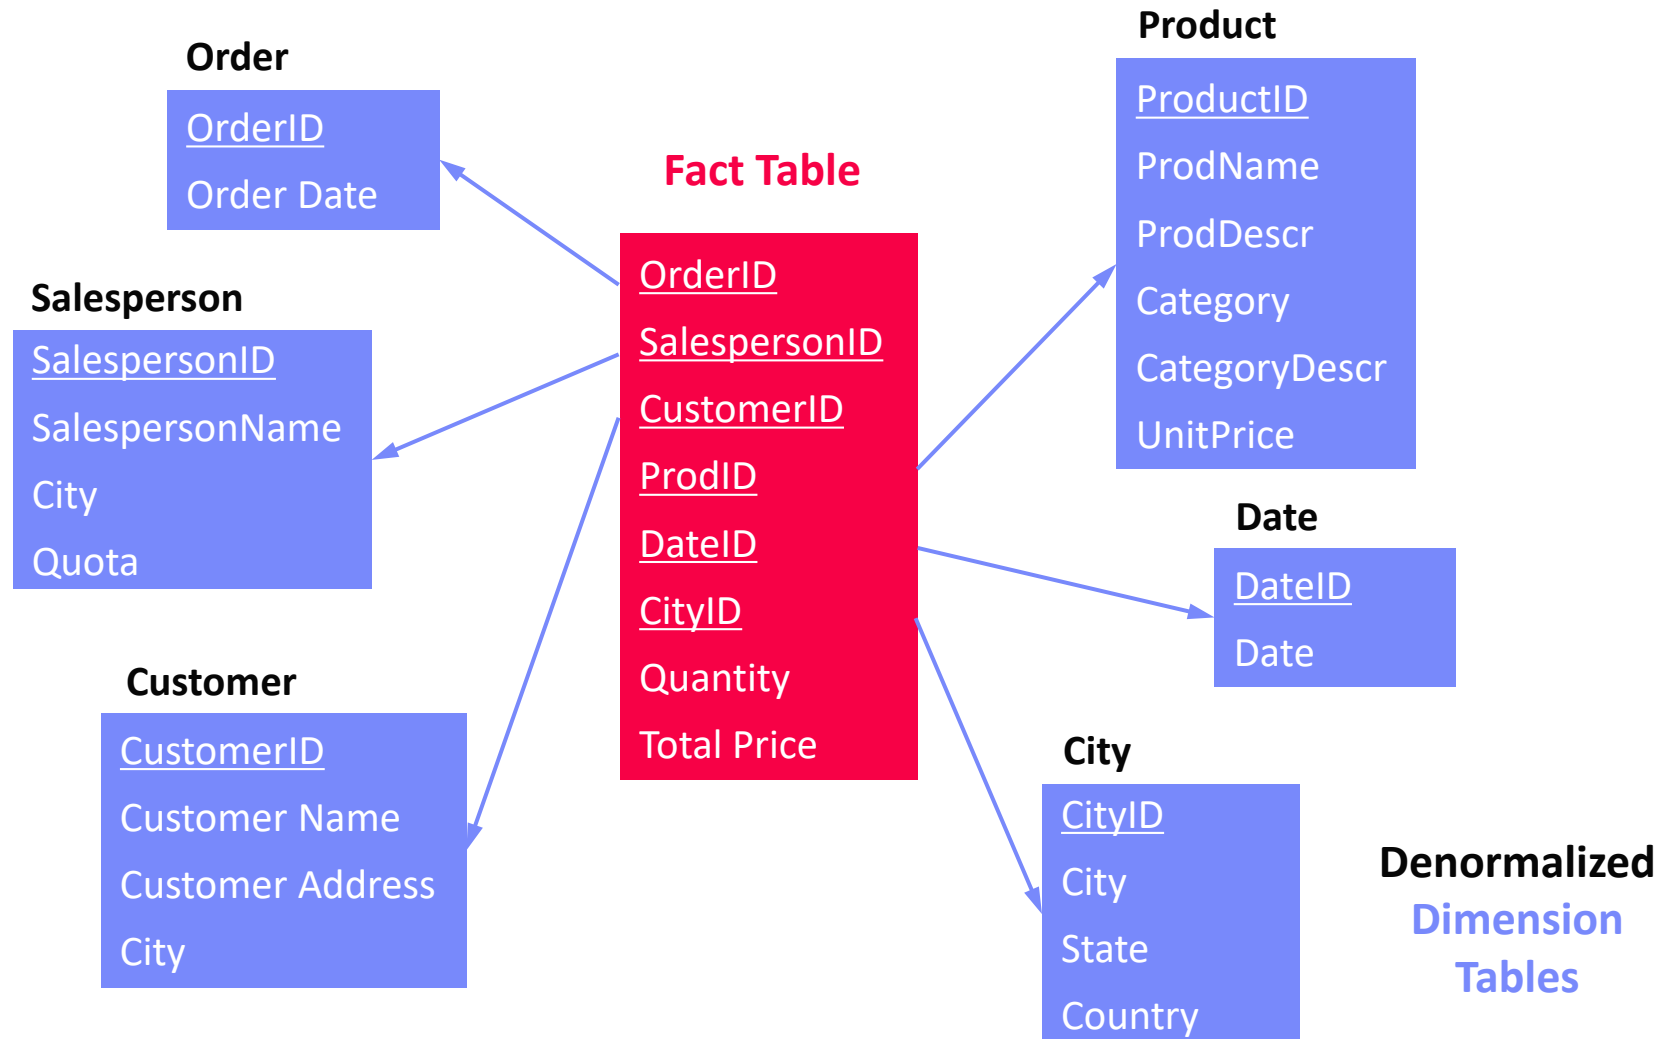 Order
OrderID
Order Date
Salesperson
SalespersonID
SalespersonName
City
Quota
Customer
CustomerID
Customer Name
Customer Address
City
Fact Table
OrderID
SalespersonID
CustomerID
ProdID
DateID
CityID
Quantity
Total Price
Product
ProductID
ProdName
ProdDescr
Category
CategoryDescr
UnitPrice
Date
DateID
Date
City
CityID
City
State
Country
Denormalized
Dimension
Tables